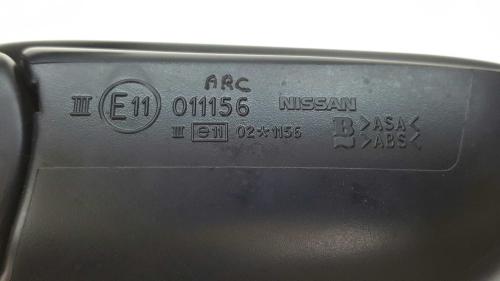 ARC
III E11 011156 NISSAN
III e11 02*1156
B >ASA<
>ABS<